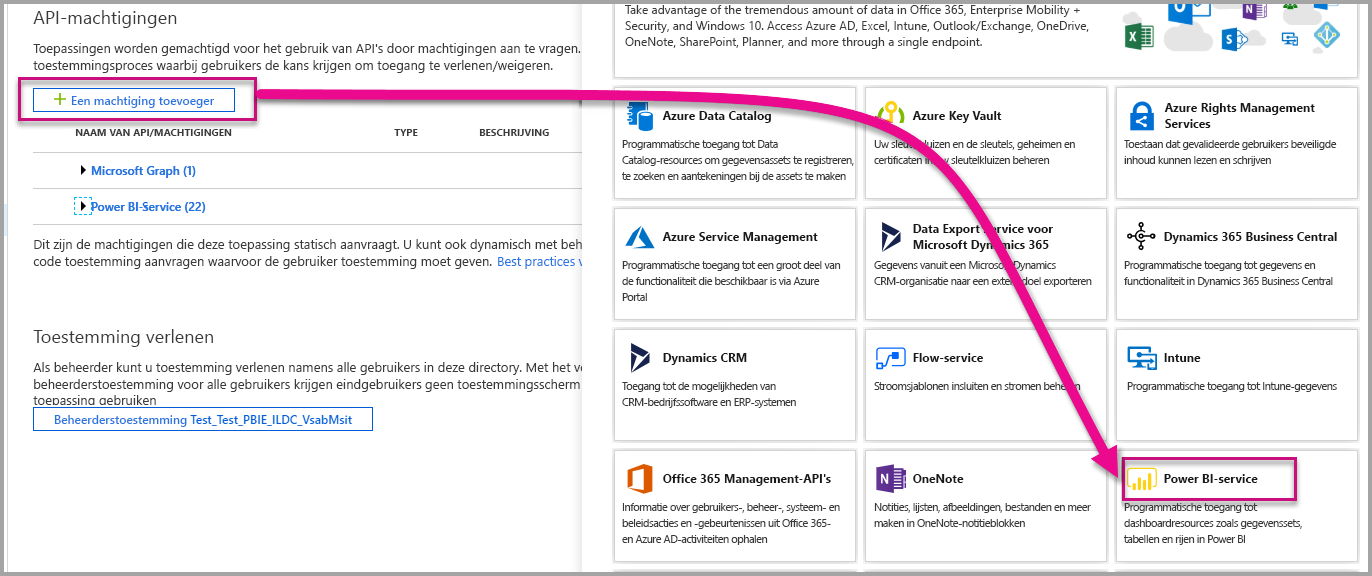 API-machtigingen
Toepassingen worden gemachtigd voor het gebruik van API's door machtigingen aan te vragen.
toestemmingsproces waarbij gebruikers de kans krijgen om toegang te verlenen/weigeren.
+ Een machtiging toevoeger
NAAM VAN API/MACHTIGINGEN TYPE BESCHRIJVING
Microsoft Graph (1)
Power BI-Service (22)
Dit zijn de machtigingen die deze toepassing statisch aanvraagt. U kunt ook dynamisch met beh
code toestemming aanvragen waarvoor de gebruiker toestemming moet geven. Best practices v
Toestemming verlenen
Als beheerder kunt u toestemming verlenen namens alle gebruikers in deze directory. Met het ve
beheerderstoestemming voor alle gebruikers krijgen eindgebruikers geen toestemmingsscherm
toepassing gebruiken
Beheerderstoestemming Test_Test_PBIE_ILDC_VsabMsit
Take advantage of the tremendous amount of data in Office 365, Enterprise Mobility +
Security, and Windows 10. Access Azure AD, Excel, Intune, Outlook/Exchange, OneDrive,
OneNote, SharePoint, Planner, and more through a single endpoint.
Azure Data Catalog
Programmatische toegang tot Data
Catalog-resources om gegevensassets te registreren,
te zoeken en aantekeningen bij de assets te maken
Azure Key Vault
Uw sleutelkluizen en de sleutels, geheimen en
certificaten in uw sleutelkluizen beheren
Azure Rights Management
Services
Toestaan dat gevalideerde gebruikers beveiligde
inhoud kunnen lezen en schrijven
Azure Service Management
Programmatische toegang tot een groot deel van
de functionaliteit die beschikbaar is via Azure
Portal
Data Export Service voor
Microsoft Dynamics 365
Gegevens vanuit een Microsoft Dynamics
CRM-organisatie naar een extern doel exporteren
Dynamics 365 Business Central
Programmatische toegang tot gegevens en
functionaliteit in Dynamics 365 Business Central
Dynamics CRM
Toegang tot de mogelijkheden van
CRM-bedrijfssoftware en ERP-systemen
Flow-service
Stroomsjablonen insluiten en stromen beheren
Intune
Programmatische toegang tot Intune-gegevens
Office 365 Management-API's
Informatie over gebruikers-, beheer-, systeem- en
beleidsacties en -gebeurtenissen uit Office 365-
en Azure AD-activiteiten ophalen
OneNote
Notities, lijsten, afbeeldingen, bestanden en meer
maken in OneNote-notitieblokken
Power BI-service
Programmatische toegang tot
dashboardresources zoals gegevenssets,
tabellen en rijen in Power BI